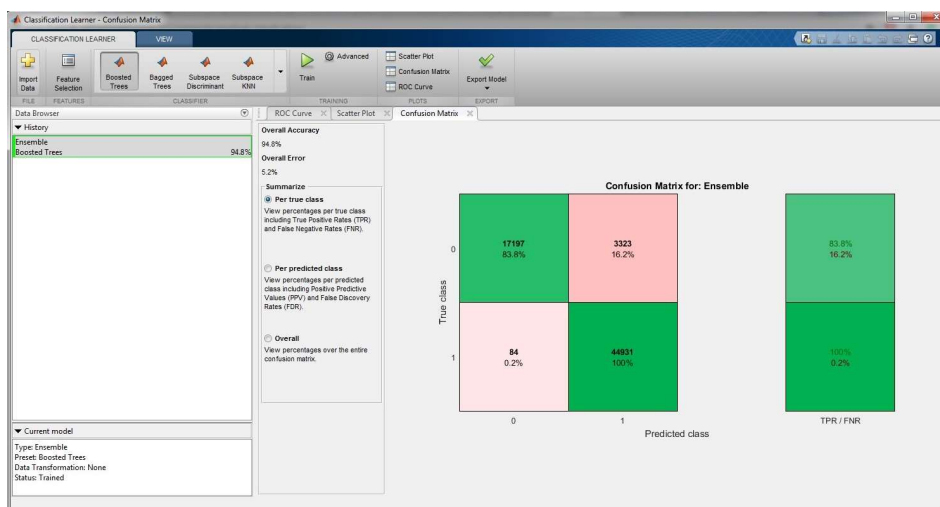 Classification Learner - Confusion Matrix
CLASSIFICATION LEARNER VIEW
Import Data
Feature Selection
Boosted Trees
Bagged Trees
Subspace Discriminant
Subspace KNN
Train
Advanced
Scatter Plot
Confusion Matrix
ROC Curve
Export Model
FILE FEATURES CLASSIFIER TRAINING PLOTS EXPORT
Data Browser
ROC Curve Scatter Plot Confusion Matrix
History
Ensemble
Boosted Trees 94.8%
Current model
Type: Ensemble
Preset: Boosted Trees
Data Transformation: None
Status: Trained
Overall Accuracy
94.8%
Overall Error
5.2%
Summarize
Per true class
View percentages per true class
including True Positive Rates (TPR)
and False Negative Rates (FNR).
Per predicted class
View percentages per predicted
class including Positive Predictive
Values (PPV) and False Discovery
Rates (FDR).
Overall
View percentages over the entire
confusion matrix.
Confusion Matrix for: Ensemble
True class
0
17197
83.8%
3323
16.2%
83.8%
16.2%
1
84
0.2%
44931
100%
100%
0.2%
0 1 TPR / FNR
Predicted class